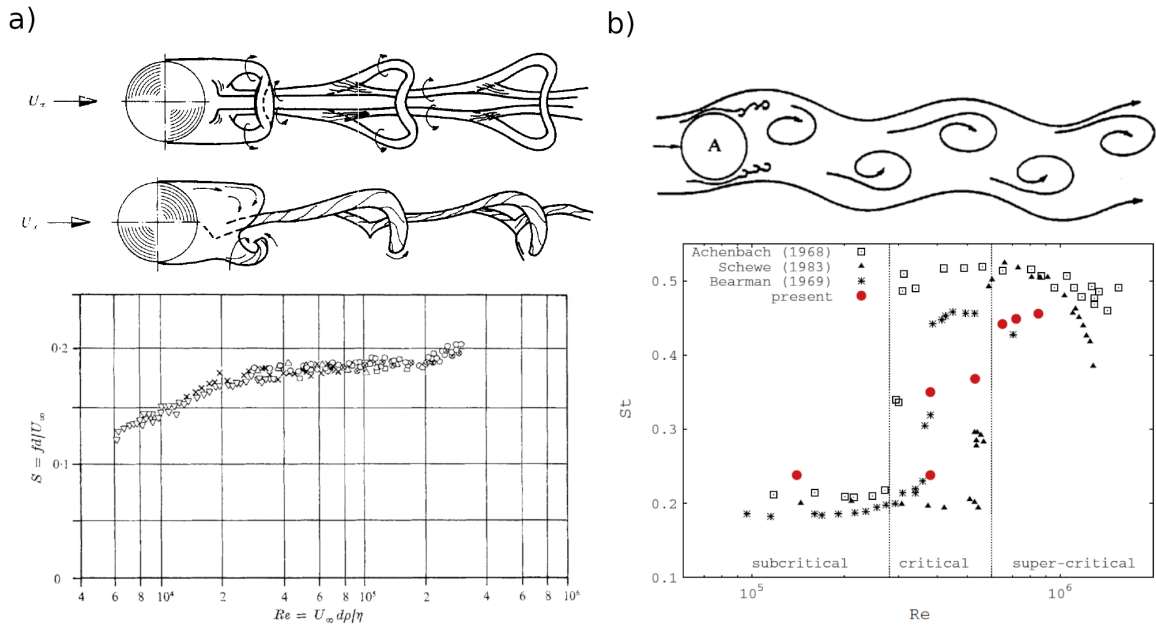 a)
U∞
U∞
0·2
0·1
0
S = fd/U∞
4 6 8 10⁴ 2 4 6 8 10⁵ 2 4 6 8 10⁶
Re = U∞ dρ/η
b)
A
Achenbach (1968)
Schewe (1983)
Bearman (1969)
present
0.5
0.4
0.3
0.2
0.1
St
subcritical critical super-critical
10⁵ 10⁶
Re